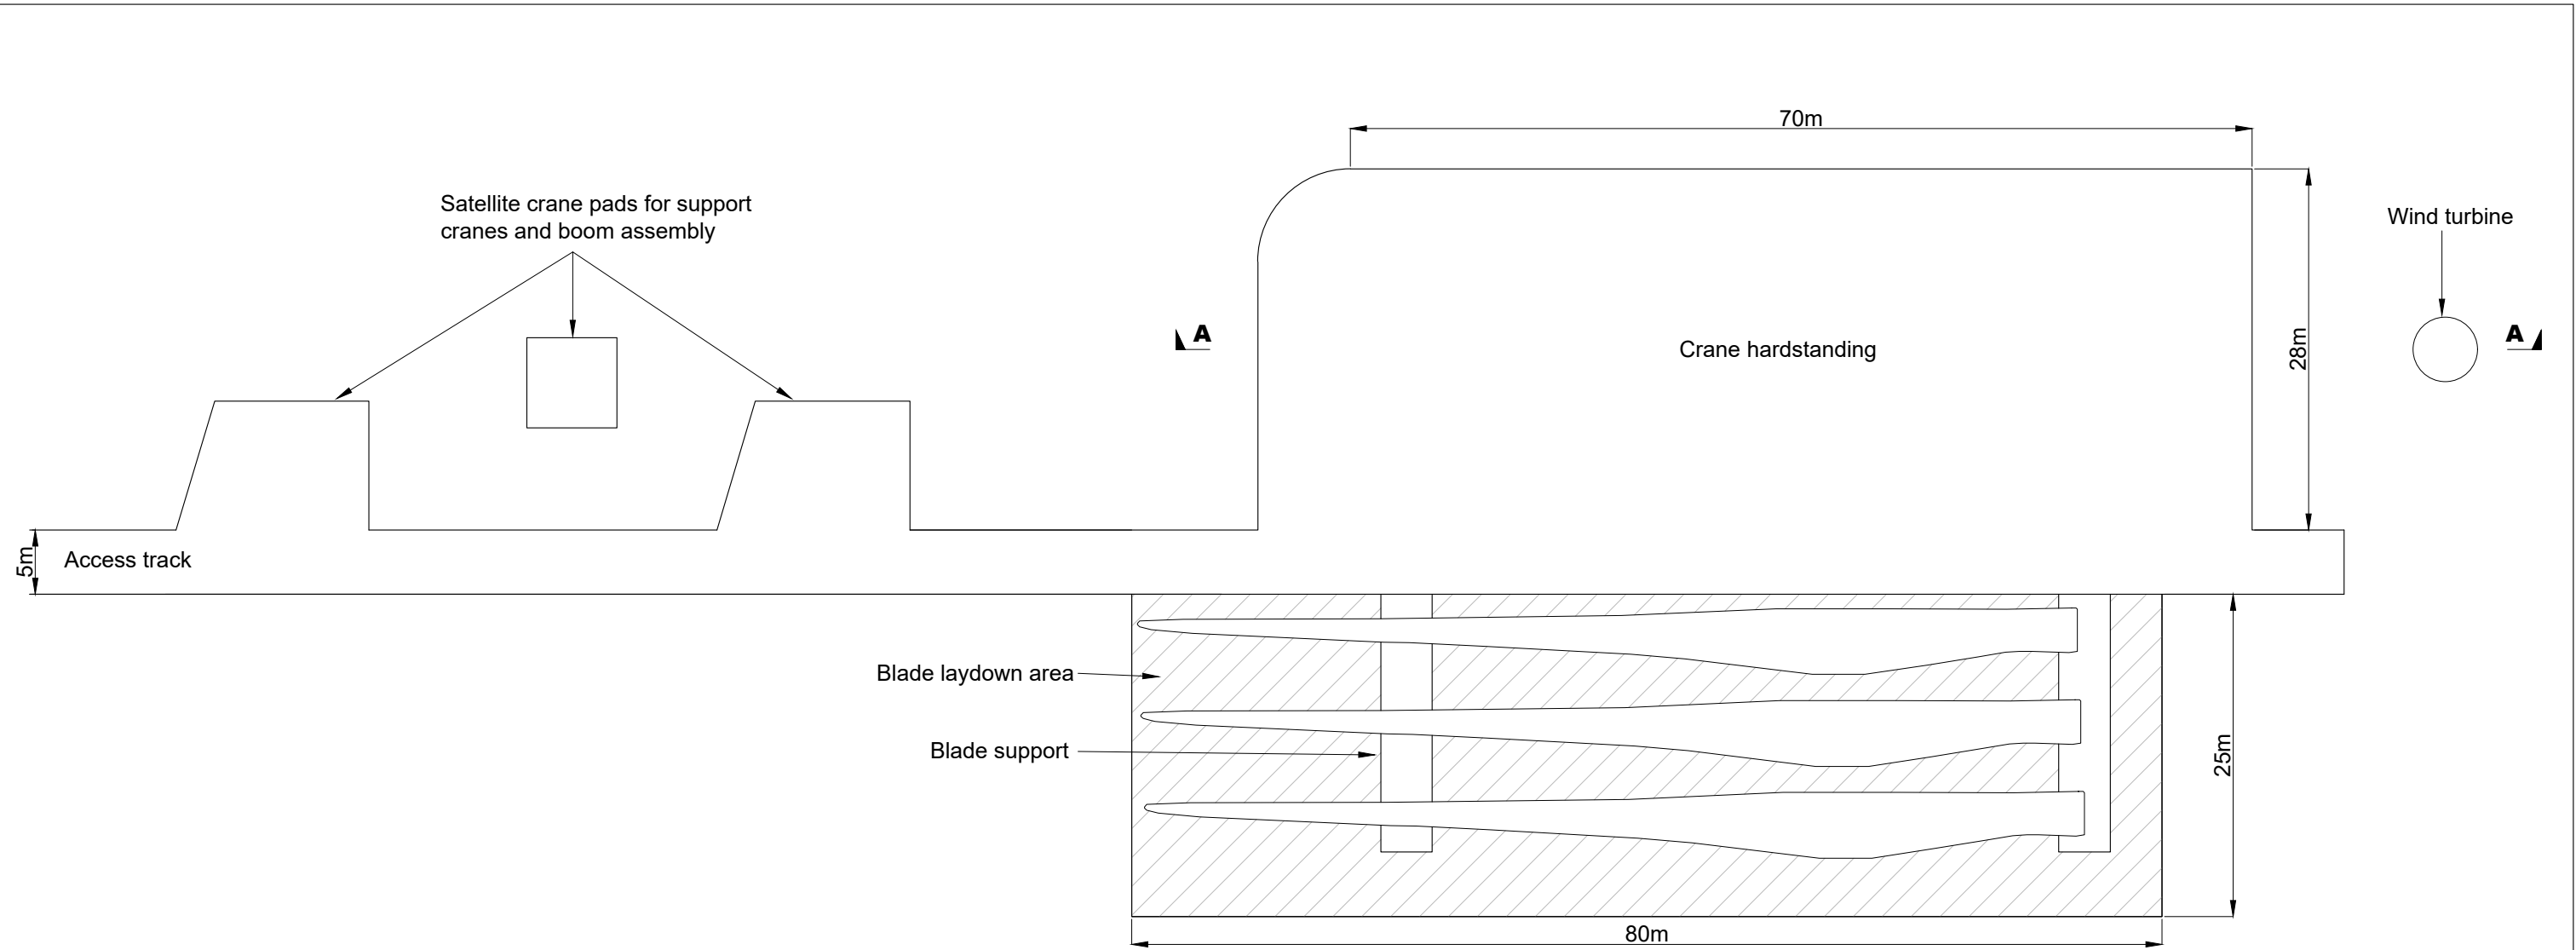 70m
Satellite crane pads for support
cranes and boom assembly
Wind turbine
A
A
28m
Crane hardstanding
5m
Access track
Blade laydown area
Blade support
25m
80m